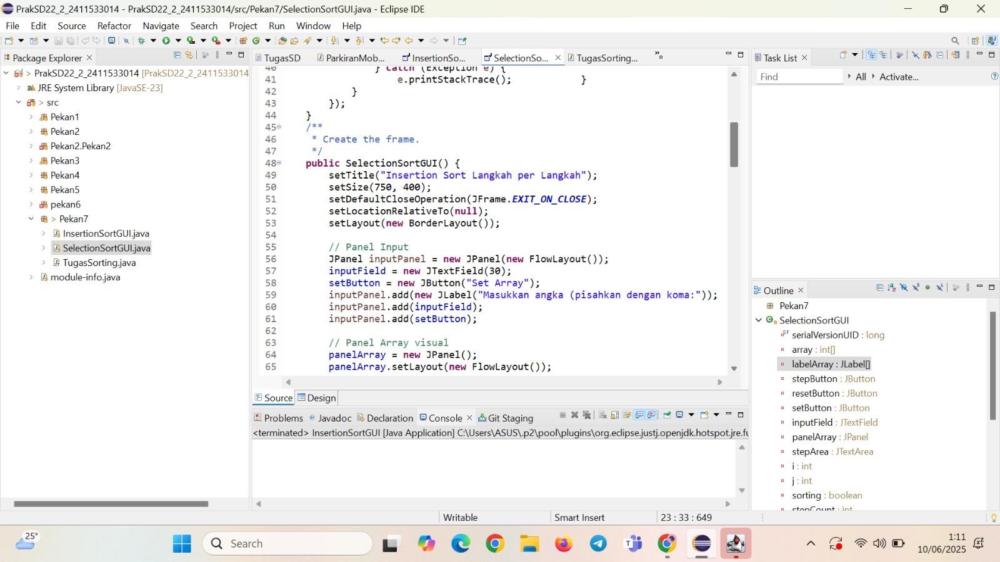 PrakSD22_2_2411533014 - PrakSD22_2_2411533014/src/Pekan7/SelectionSortGUI.java - Eclipse IDE
File Edit Source Refactor Navigate Search Project Run Window Help
Package Explorer
> PrakSD22_2_2411533014 [PrakSD22_2_2411533014
JRE System Library [JavaSE-23]
> src
Pekan1
Pekan2
Pekan2.Pekan2
Pekan3
Pekan4
Pekan5
pekan6
> Pekan7
InsertionSortGUI.java
SelectionSortGUI.java
TugasSorting.java
module-info.java
TugasSD ParkiranMob... InsertionSo... SelectionSo... TugasSorting...
40 } catch (Exception e) {
41 e.printStackTrace(); }
42 }
43 });
44 }
45 /**
46 * Create the frame.
47 */
48 public SelectionSortGUI() {
49 setTitle("Insertion Sort Langkah per Langkah");
50 setSize(750, 400);
51 setDefaultCloseOperation(JFrame.EXIT_ON_CLOSE);
52 setLocationRelativeTo(null);
53 setLayout(new BorderLayout());
54
55 // Panel Input
56 JPanel inputPanel = new JPanel(new FlowLayout());
57 inputField = new JTextField(30);
58 setButton = new JButton("Set Array");
59 inputPanel.add(new JLabel("Masukkan angka (pisahkan dengan koma:"));
60 inputPanel.add(inputField);
61 inputPanel.add(setButton);
62
63 // Panel Array visual
64 panelArray = new JPanel();
65 panelArray.setLayout(new FlowLayout());
Source Design
Problems Javadoc Declaration Console Git Staging
<terminated> InsertionSortGUI [Java Application] C:\Users\ASUS\.p2\pool\plugins\org.eclipse.justj.openjdk.hotspot.jre.fu
Task List
Find All Activate...
Outline
Pekan7
SelectionSortGUI
serialVersionUID : long
array : int[]
labelArray : JLabel[]
stepButton : JButton
resetButton : JButton
setButton : JButton
inputField : JTextField
panelArray : JPanel
stepArea : JTextArea
i : int
j : int
sorting : boolean
stepCount : int
Writable Smart Insert 23 : 33 : 649
25°
Search
1:11
10/06/2025